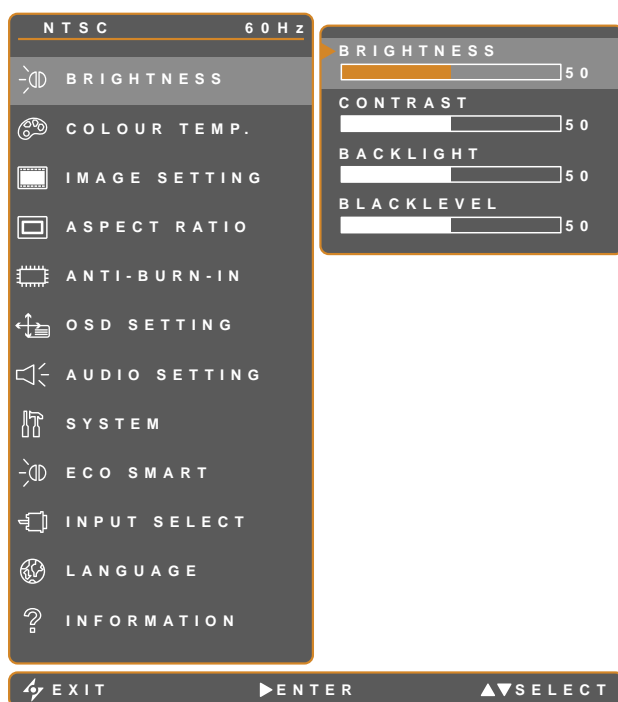 NTSC 60Hz
BRIGHTNESS
COLOUR TEMP.
IMAGE SETTING
ASPECT RATIO
ANTI-BURN-IN
OSD SETTING
AUDIO SETTING
SYSTEM
ECO SMART
INPUT SELECT
LANGUAGE
INFORMATION
BRIGHTNESS
50
CONTRAST
50
BACKLIGHT
50
BLACKLEVEL
50
EXIT ENTER SELECT